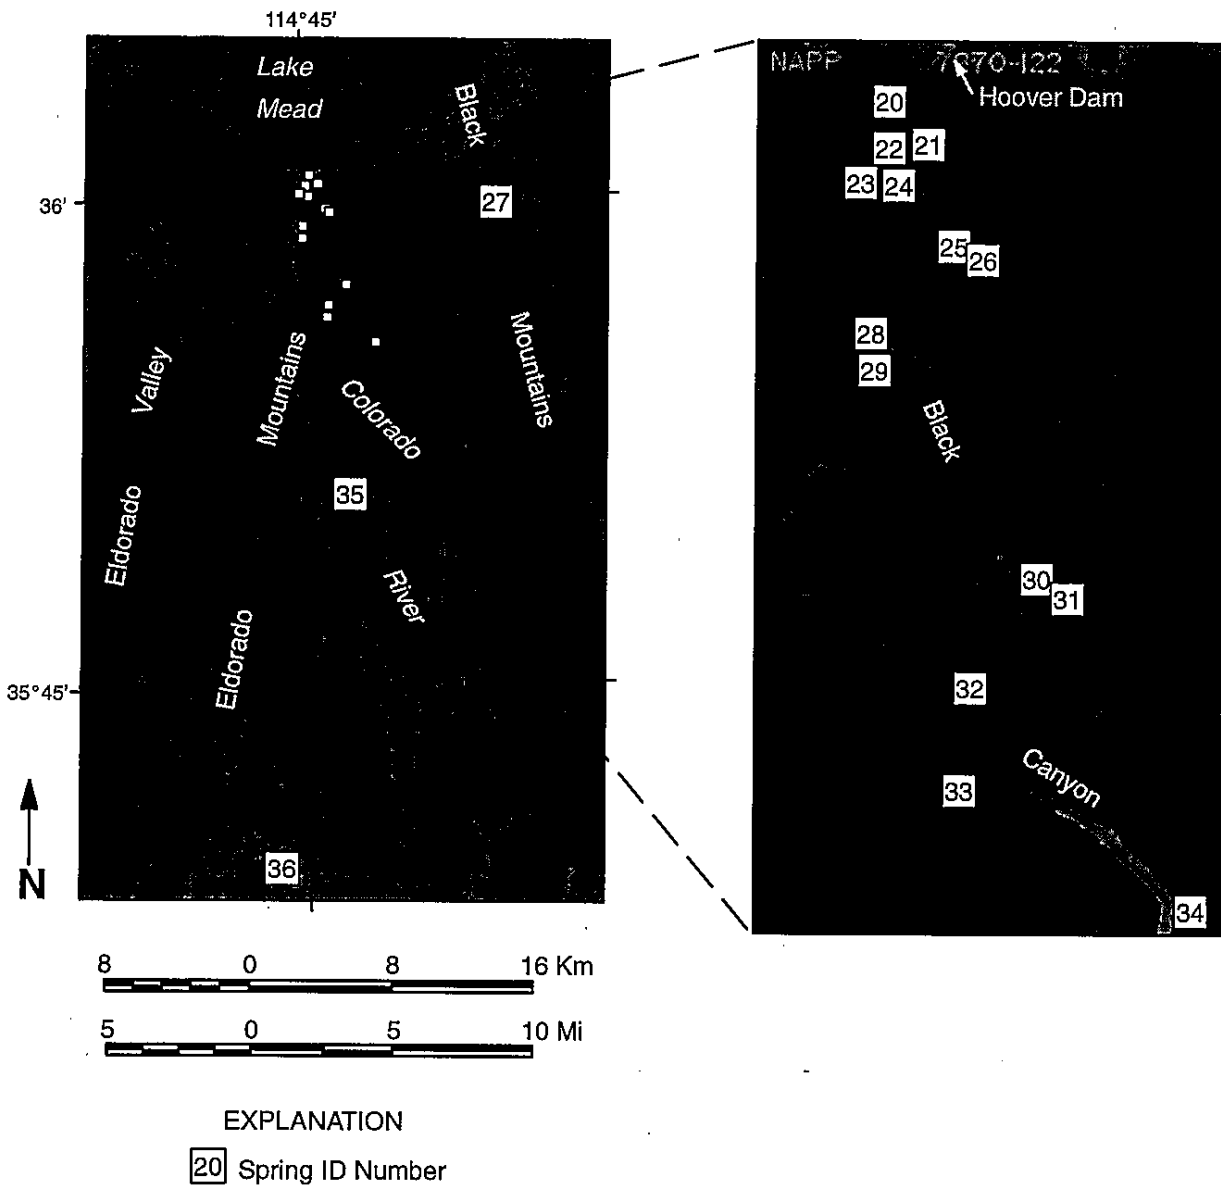 114°45'
Lake
Mead
Black
36'
27
Mountains
Valley
Mountains
Colorado
35
Eldorado
River
Eldorado
35°45'
N
36
8 0 8 16 Km
5 0 5 10 Mi
EXPLANATION
20 Spring ID Number
NAPP
Hoover Dam
20
22 21
23 24
25
26
28
29
Black
30
31
32
Canyon
33
34